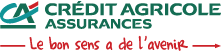 CRÉDIT AGRICOLE
ASSURANCES
Le bon sens a de l'avenir